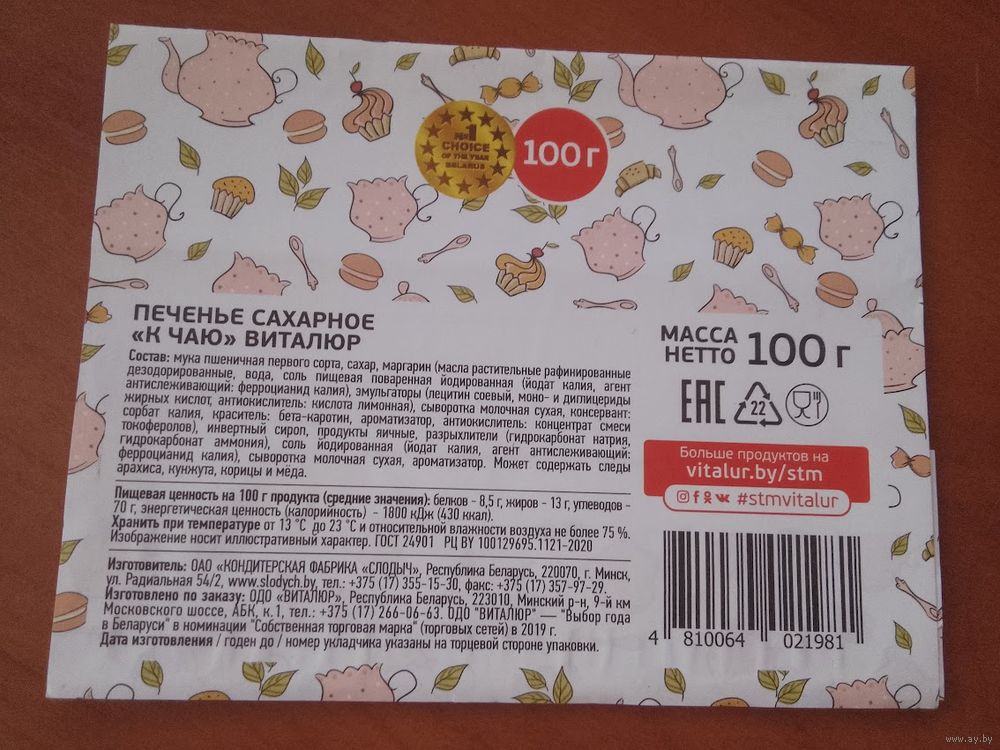 №1
CHOICE
OF THE YEAR
BELARUS
100 г
ПЕЧЕНЬЕ САХАРНОЕ
«К ЧАЮ» ВИТАЛЮР
Состав: мука пшеничная первого сорта, сахар, маргарин (масла растительные рафинированные
дезодорированные, вода, соль пищевая поваренная йодированная (йодат калия, агент
антислеживающий: ферроцианид калия), эмульгаторы (лецитин соевый, моно- и диглицериды
жирных кислот, антиокислитель: кислота лимонная), сыворотка молочная сухая, консервант:
сорбат калия, краситель: бета-каротин, ароматизатор, антиокислитель: концентрат смеси
токоферолов), инвертный сироп, продукты яичные, разрыхлители (гидрокарбонат натрия,
гидрокарбонат аммония), соль йодированная (йодат калия, агент антислеживающий:
ферроцианид калия), сыворотка молочная сухая, ароматизатор. Может содержать следы
арахиса, кунжута, корицы и мёда.
Пищевая ценность на 100 г продукта (средние значения): белков - 8,5 г, жиров - 13 г, углеводов -
70 г, энергетическая ценность (калорийность) - 1800 кДж (430 ккал).
Хранить при температуре от 13 °С до 23 °С и относительной влажности воздуха не более 75 %.
Изображение носит иллюстративный характер. ГОСТ 24901 РЦ BY 100129695.1121-2020
Изготовитель: ОАО «КОНДИТЕРСКАЯ ФАБРИКА «СЛОДЫЧ», Республика Беларусь, 220070, г. Минск,
ул. Радиальная 54/2, www.slodych.by, тел.: +375 (17) 355-15-30, факс: +375 (17) 357-97-29.
Изготовлено по заказу: ОДО «ВИТАЛЮР», Республика Беларусь, 223010, Минский р-н, 9-й км
Московского шоссе, АБК, к.1, тел.: +375 (17) 266-06-63. ОДО "ВИТАЛЮР" — "Выбор года
в Беларуси" в номинации "Собственная торговая марка" (торговых сетей) в 2019 г.
Дата изготовления / годен до / номер укладчика указаны на торцевой стороне упаковки.
МАССА
НЕТТО 100 г
EAC
22
Больше продуктов на
vitalur.by/stm
#stmvitalur
4 810064 021981
www.ay.by